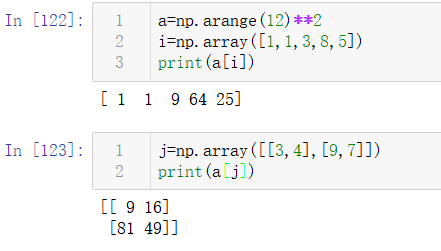 In [122]:
1 a=np.arange(12)**2
2 i=np.array([1,1,3,8,5])
3 print(a[i])
[ 1  1  9 64 25]
In [123]:
1 j=np.array([[3,4],[9,7]])
2 print(a[j])
[[ 9 16]
 [81 49]]